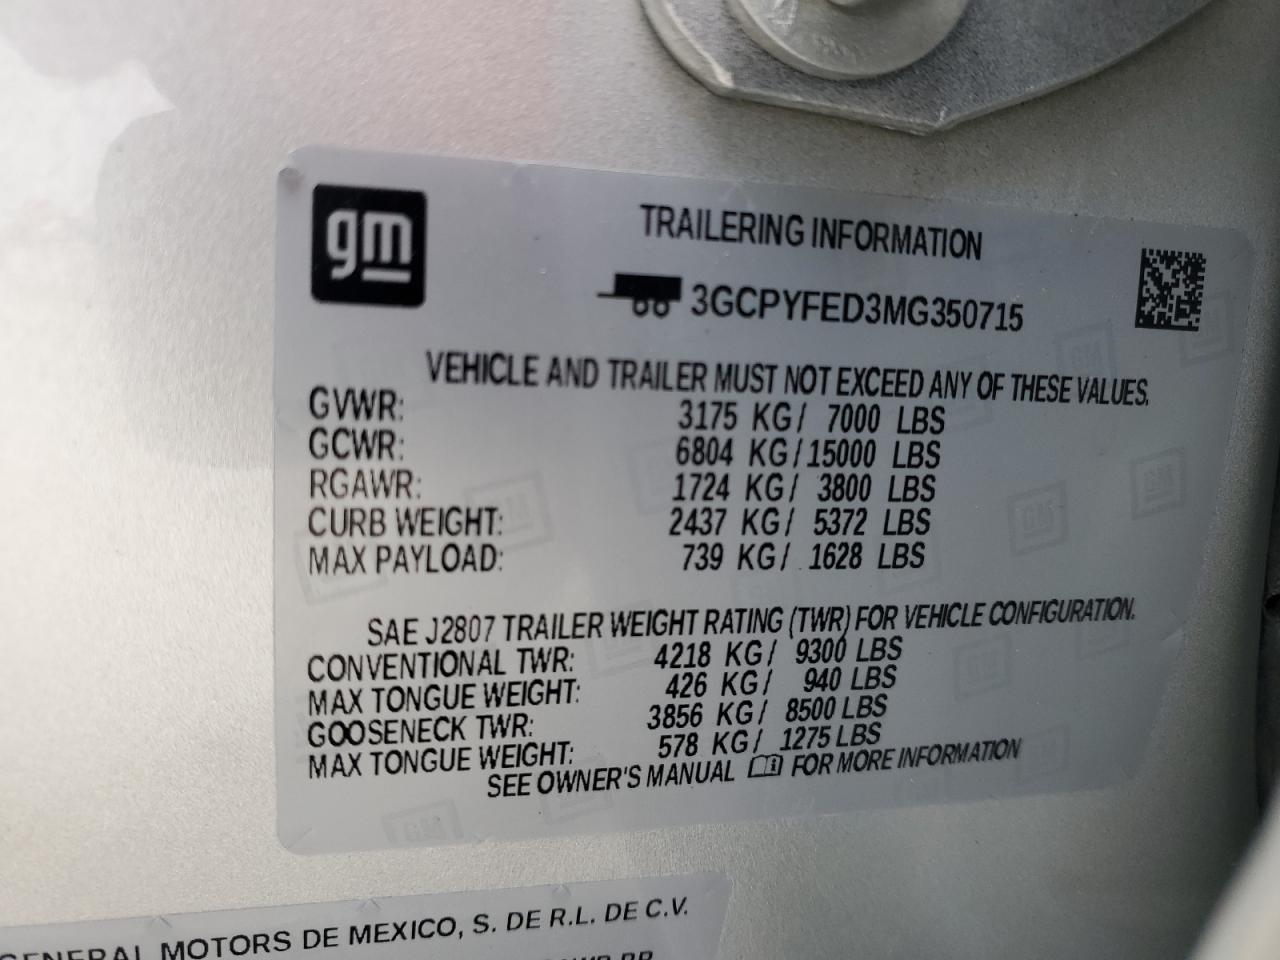 gm
TRAILERING INFORMATION
3GCPYFED3MG350715
VEHICLE AND TRAILER MUST NOT EXCEED ANY OF THESE VALUES.
GVWR: 3175 KG/ 7000 LBS
GCWR: 6804 KG/15000 LBS
RGAWR: 1724 KG/ 3800 LBS
CURB WEIGHT: 2437 KG/ 5372 LBS
MAX PAYLOAD: 739 KG/ 1628 LBS
SAE J2807 TRAILER WEIGHT RATING (TWR) FOR VEHICLE CONFIGURATION.
CONVENTIONAL TWR: 4218 KG/ 9300 LBS
MAX TONGUE WEIGHT: 426 KG/ 940 LBS
GOOSENECK TWR: 3856 KG/ 8500 LBS
MAX TONGUE WEIGHT: 578 KG/ 1275 LBS
SEE OWNER'S MANUAL FOR MORE INFORMATION
GENERAL MOTORS DE MEXICO, S. DE R.L. DE C.V.